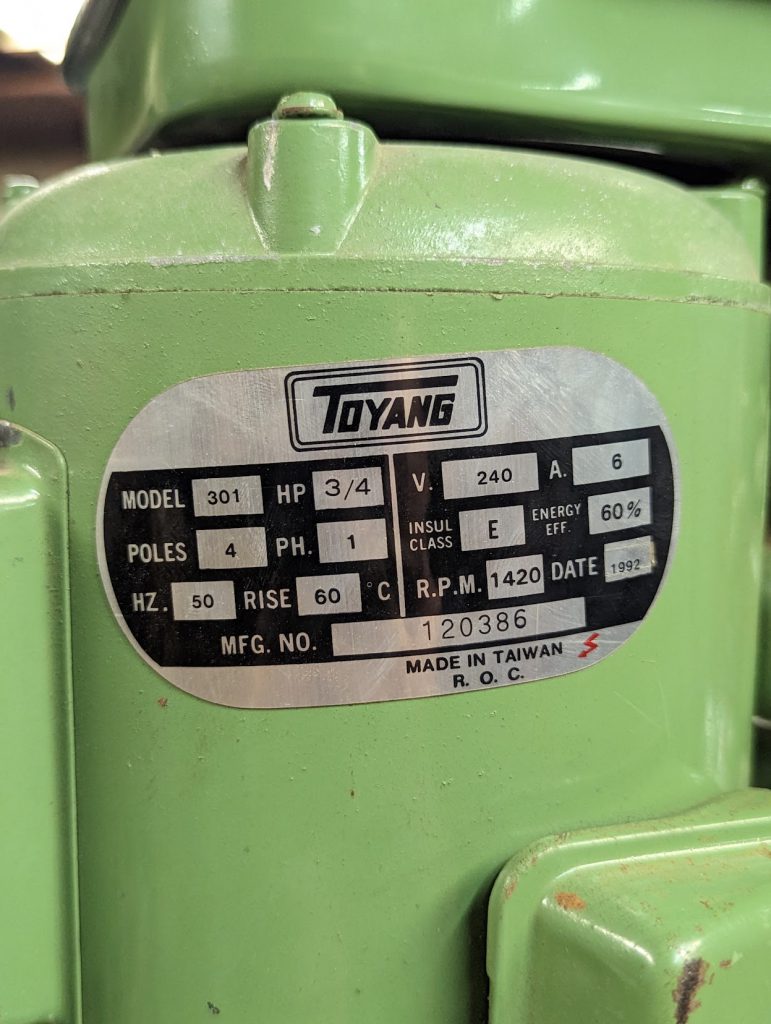 TOYANG
MODEL 301 HP 3/4
POLES 4 PH. 1
HZ. 50 RISE 60 °C
V. 240 A. 6
INSUL CLASS E ENERGY EFF. 60%
R.P.M. 1420 DATE 1992
MFG. NO. 120386
MADE IN TAIWAN
R. O. C.